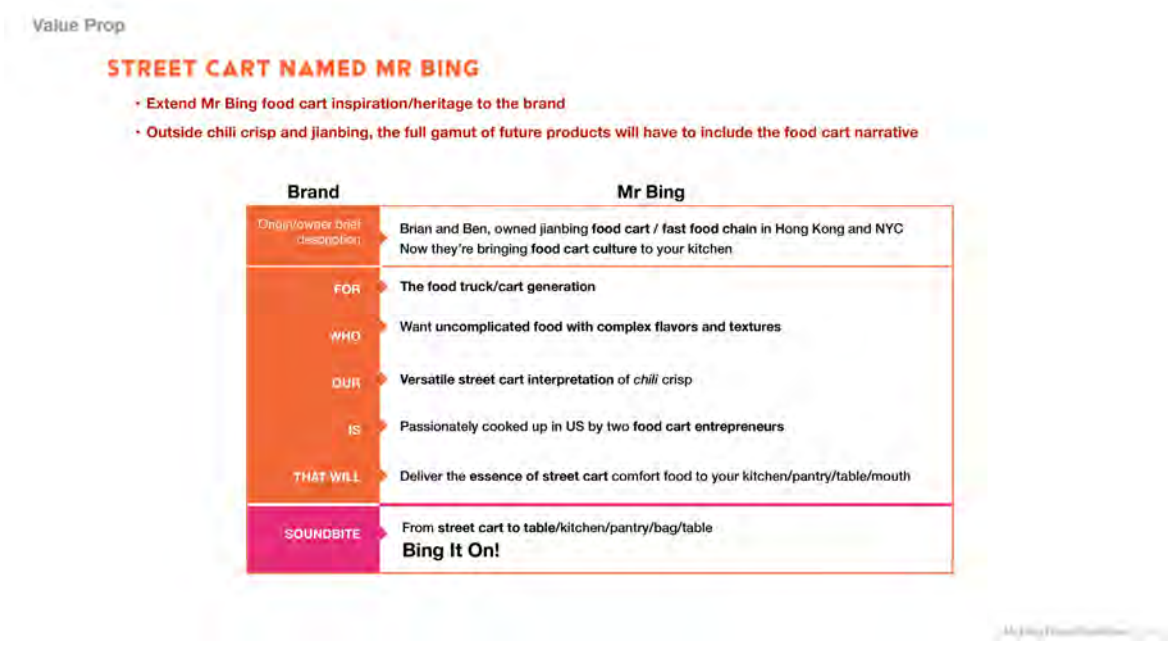 Value Prop
STREET CART NAMED MR BING
• Extend Mr Bing food cart inspiration/heritage to the brand
• Outside chili crisp and jianbing, the full gamut of future products will have to include the food cart narrative
Brand Mr Bing
Origin/owner brief
description
Brian and Ben, owned jianbing food cart / fast food chain in Hong Kong and NYC
Now they're bringing food cart culture to your kitchen
FOR The food truck/cart generation
WHO Want uncomplicated food with complex flavors and textures
OUR Versatile street cart interpretation of chili crisp
IS Passionately cooked up in US by two food cart entrepreneurs
THAT WILL Deliver the essence of street cart comfort food to your kitchen/pantry/table/mouth
SOUNDBITE From street cart to table/kitchen/pantry/bag/table
Bing It On!